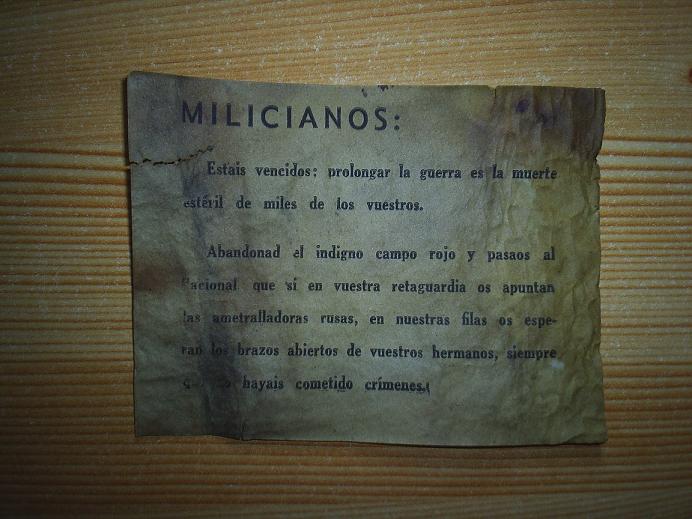 MILICIANOS:
Estais vencidos; prolongar la guerra es la muerte
estéril de miles de los vuestros.
Abandonad el indigno campo rojo y pasaos al
Nacional que si en vuestra retaguardia os apuntan
las ametralladoras rusas, en nuestras filas os espe-
ran los brazos abiertos de vuestros hermanos, siempre
hayais cometido crímenes.